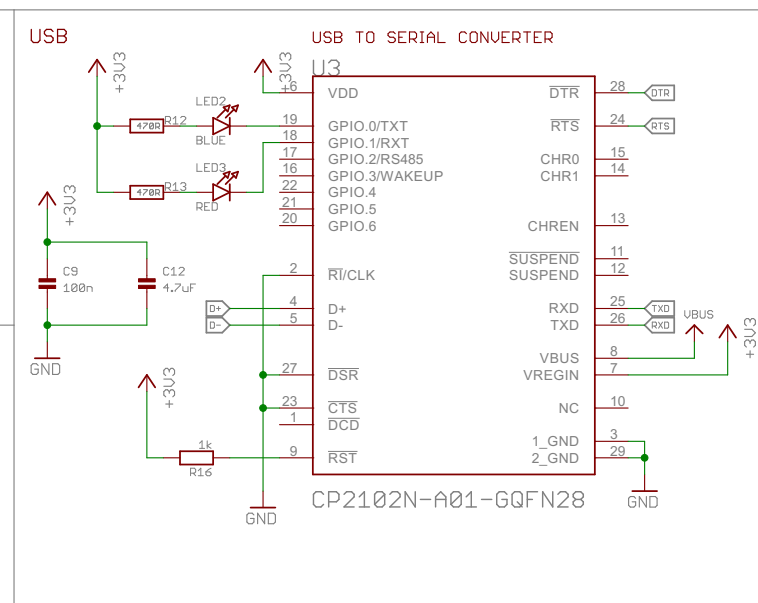 USB
USB TO SERIAL CONVERTER
U3
+3V3
+3V3
6
VDD
DTR
28
DTR
LED2
470R
R12
BLUE
19
GPIO.0/TXT
RTS
24
RTS
18
GPIO.1/RXT
17
GPIO.2/RS485
CHR0
15
LED3
16
GPIO.3/WAKEUP
CHR1
14
470R
R13
RED
22
GPIO.4
21
GPIO.5
20
GPIO.6
CHREN
13
+3V3
SUSPEND
11
2
RI/CLK
SUSPEND
12
C9
100n
C12
4.7uF
D+
4
D+
RXD
25
TXD
D-
5
D-
TXD
26
RXD
VBUS
+3V3
VBUS
8
GND
27
DSR
VREGIN
7
+3V3
23
CTS
NC
10
1
DCD
1k
R16
9
RST
1_GND
3
2_GND
29
CP2102N-A01-GQFN28
GND
GND